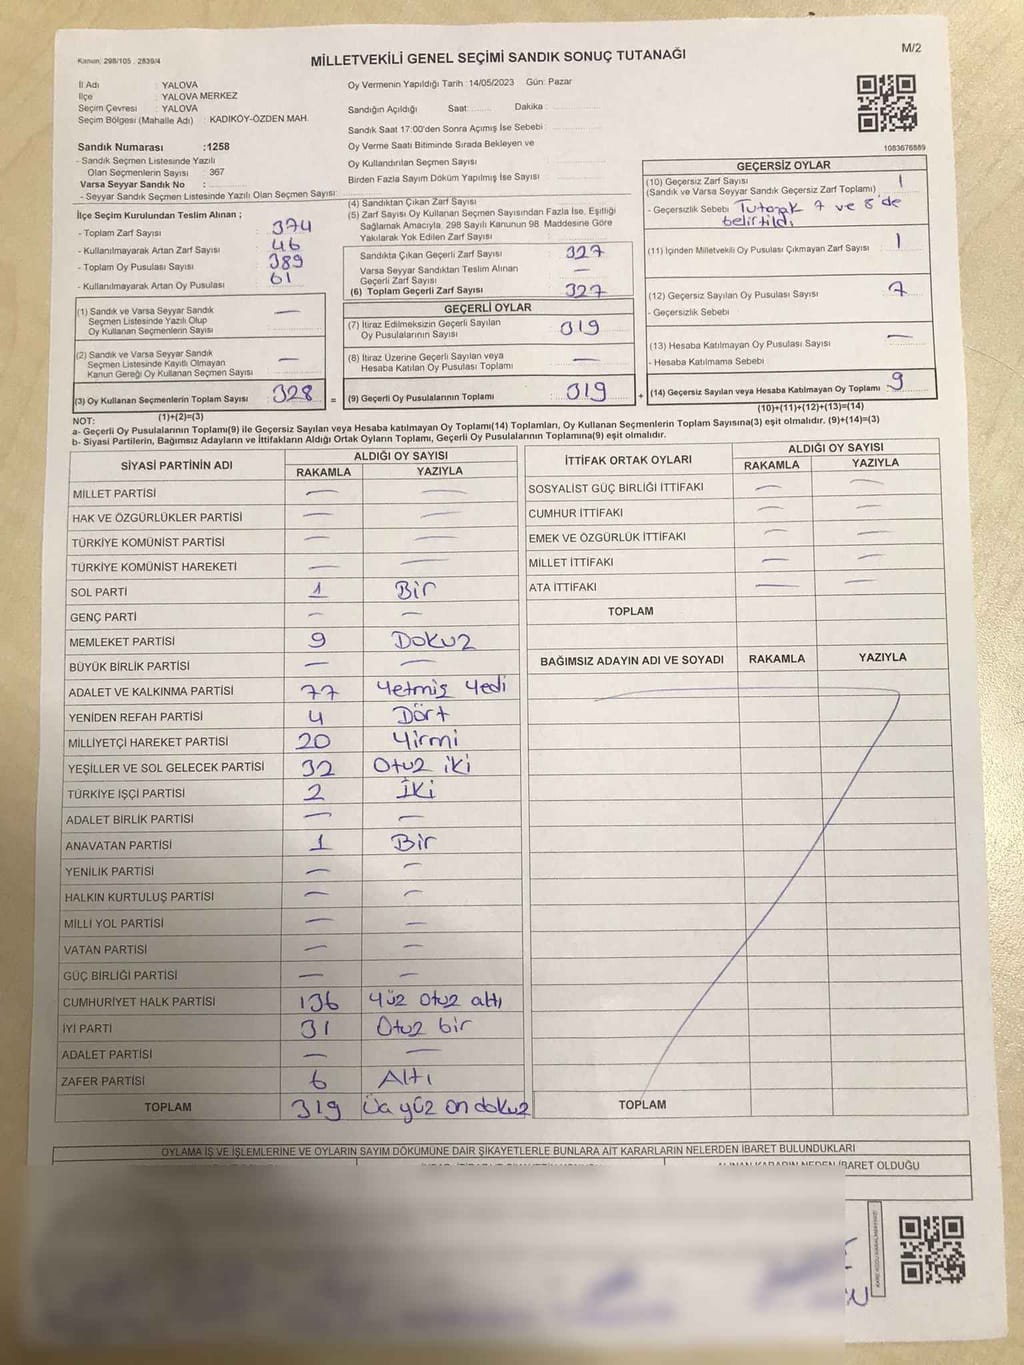 Kanun: 298/105 , 2839/4
MİLLETVEKİLİ GENEL SEÇİMİ SANDIK SONUÇ TUTANAĞI
M/2
İl Adı : YALOVA
İlçe : YALOVA MERKEZ
Seçim Çevresi : YALOVA
Seçim Bölgesi (Mahalle Adı) : KADIKÖY-ÖZDEN MAH.
Sandık Numarası :1258
- Sandık Seçmen Listesinde Yazılı
Olan Seçmenlerin Sayısı : 367
Varsa Seyyar Sandık No :
- Seyyar Sandık Seçmen Listesinde Yazılı Olan Seçmen Sayısı:
Oy Vermenin Yapıldığı Tarih :14/05/2023 Gün: Pazar
Sandığın Açıldığı Saat: Dakika :
Sandık Saat 17:00'den Sonra Açımış İse Sebebi :
Oy Verme Saati Bitiminde Sırada Bekleyen ve
Oy Kullandırılan Seçmen Sayısı :
Birden Fazla Sayım Döküm Yapılmış İse Sayısı :
1083676889
İlçe Seçim Kurulundan Teslim Alınan ;
- Toplam Zarf Sayısı : 374
- Kullanılmayarak Artan Zarf Sayısı : 46
- Toplam Oy Pusulası Sayısı : 389
- Kullanılmayarak Artan Oy Pusulası : 61
(4) Sandıktan Çıkan Zarf Sayısı :
(5) Zarf Sayısı Oy Kullanan Seçmen Sayısından Fazla İse, Eşitliği
Sağlamak Amacıyla, 298 Sayılı Kanunun 98. Maddesine Göre
Yakılarak Yok Edilen Zarf Sayısı :
Sandıkta Çıkan Geçerli Zarf Sayısı : 327
Varsa Seyyar Sandıktan Teslim Alınan
Geçerli Zarf Sayısı : —
(6) Toplam Geçerli Zarf Sayısı : 327
GEÇERSİZ OYLAR
(10) Geçersiz Zarf Sayısı 1
(Sandık ve Varsa Seyyar Sandık Geçersiz Zarf Toplamı) :
- Geçersizlik Sebebi : Tutanak 7 ve 8'de
belirtildi
(11) İçinden Milletvekili Oy Pusulası Çıkmayan Zarf Sayısı : 1
(12) Geçersiz Sayılan Oy Pusulası Sayısı : 7
- Geçersizlik Sebebi :
(13) Hesaba Katılmayan Oy Pusulası Sayısı : —
- Hesaba Katılmama Sebebi :
(14) Geçersiz Sayılan veya Hesaba Katılmayan Oy Toplamı : 9
(1) Sandık ve Varsa Seyyar Sandık
Seçmen Listesinde Yazılı Olup
Oy Kullanan Seçmenlerin Sayısı : —
(2) Sandık ve Varsa Seyyar Sandık
Seçmen Listesinde Kayıtlı Olmayan
Kanun Gereği Oy Kullanan Seçmen Sayısı : —
(3) Oy Kullanan Seçmenlerin Toplam Sayısı : 328 =
(1)+(2)=(3)
GEÇERLİ OYLAR
(7) İtiraz Edilmeksizin Geçerli Sayılan
Oy Pusulalarının Sayısı : 319
(8) İtiraz Üzerine Geçerli Sayılan veya
Hesaba Katılan Oy Pusulası Toplamı : —
(9) Geçerli Oy Pusulalarının Toplamı : 319 +
(10)+(11)+(12)+(13)=(14)
NOT:
a- Geçerli Oy Pusulalarının Toplamı(9) ile Geçersiz Sayılan veya Hesaba katılmayan Oy Toplamı(14) Toplamları, Oy Kullanan Seçmenlerin Toplam Sayısına(3) eşit olmalıdır. (9)+(14)=(3)
b- Siyasi Partilerin, Bağımsız Adayların ve İttifakların Aldığı Ortak Oyların Toplamı, Geçerli Oy Pusulalarının Toplamına(9) eşit olmalıdır.
SİYASİ PARTİNİN ADI ALDIĞI OY SAYISI
RAKAMLA YAZIYLA
MİLLET PARTİSİ — —
HAK VE ÖZGÜRLÜKLER PARTİSİ — —
TÜRKİYE KOMÜNİST PARTİSİ — —
TÜRKİYE KOMÜNİST HAREKETİ — —
SOL PARTİ 1 Bir
GENÇ PARTİ — —
MEMLEKET PARTİSİ 9 Dokuz
BÜYÜK BİRLİK PARTİSİ — —
ADALET VE KALKINMA PARTİSİ 77 Yetmiş Yedi
YENİDEN REFAH PARTİSİ 4 Dört
MİLLİYETÇİ HAREKET PARTİSİ 20 Yirmi
YEŞİLLER VE SOL GELECEK PARTİSİ 32 Otuz iki
TÜRKİYE İŞÇİ PARTİSİ 2 İki
ADALET BİRLİK PARTİSİ — —
ANAVATAN PARTİSİ 1 Bir
YENİLİK PARTİSİ — —
HALKIN KURTULUŞ PARTİSİ — —
MİLLİ YOL PARTİSİ — —
VATAN PARTİSİ — —
GÜÇ BİRLİĞİ PARTİSİ — —
CUMHURİYET HALK PARTİSİ 136 Yüz otuz altı
İYİ PARTİ 31 Otuz bir
ADALET PARTİSİ — —
ZAFER PARTİSİ 6 Altı
TOPLAM 319 Üç yüz on dokuz
İTTİFAK ORTAK OYLARI ALDIĞI OY SAYISI
RAKAMLA YAZIYLA
SOSYALİST GÜÇ BİRLİĞİ İTTİFAKI — —
CUMHUR İTTİFAKI — —
EMEK VE ÖZGÜRLÜK İTTİFAKI — —
MİLLET İTTİFAKI — —
ATA İTTİFAKI — —
TOPLAM
BAĞIMSIZ ADAYIN ADI VE SOYADI RAKAMLA YAZIYLA
TOPLAM
OYLAMA İŞ VE İŞLEMLERİNE VE OYLARIN SAYIM DÖKÜMÜNE DAİR ŞİKAYETLERLE BUNLARA AİT KARARLARIN NELERDEN İBARET BULUNDUKLARI
ALINAN KARARIN NEDEN İBARET OLDUĞU